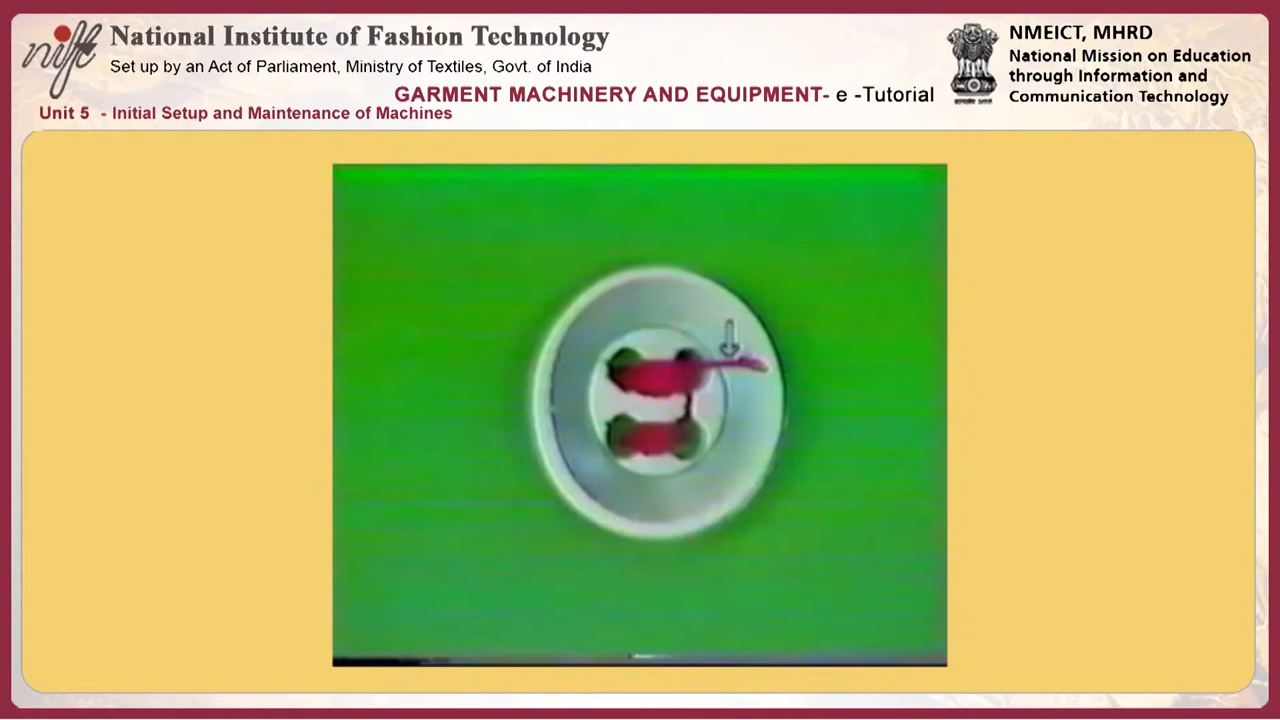 nift
National Institute of Fashion Technology
Set up by an Act of Parliament, Ministry of Textiles, Govt. of India
GARMENT MACHINERY AND EQUIPMENT- e -Tutorial
Unit 5 - Initial Setup and Maintenance of Machines
NMEICT, MHRD
National Mission on Education
through Information and
Communication Technology